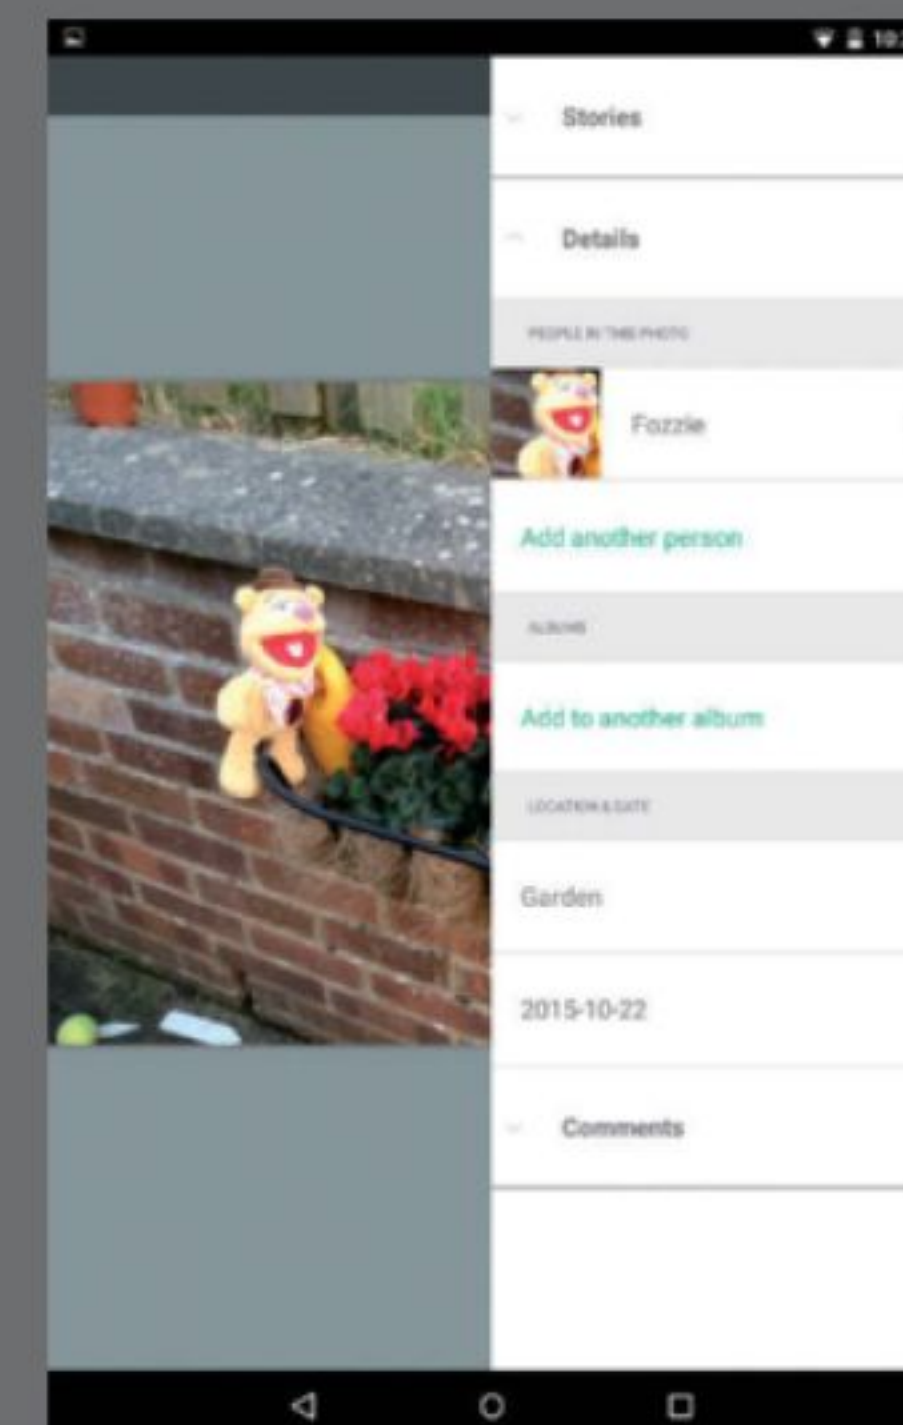 Stories
Details
PEOPLE IN THIS PHOTO
Fozzie
Add another person
ALBUMS
Add to another album
LOCATION & DATE
Garden
2015-10-22
Comments